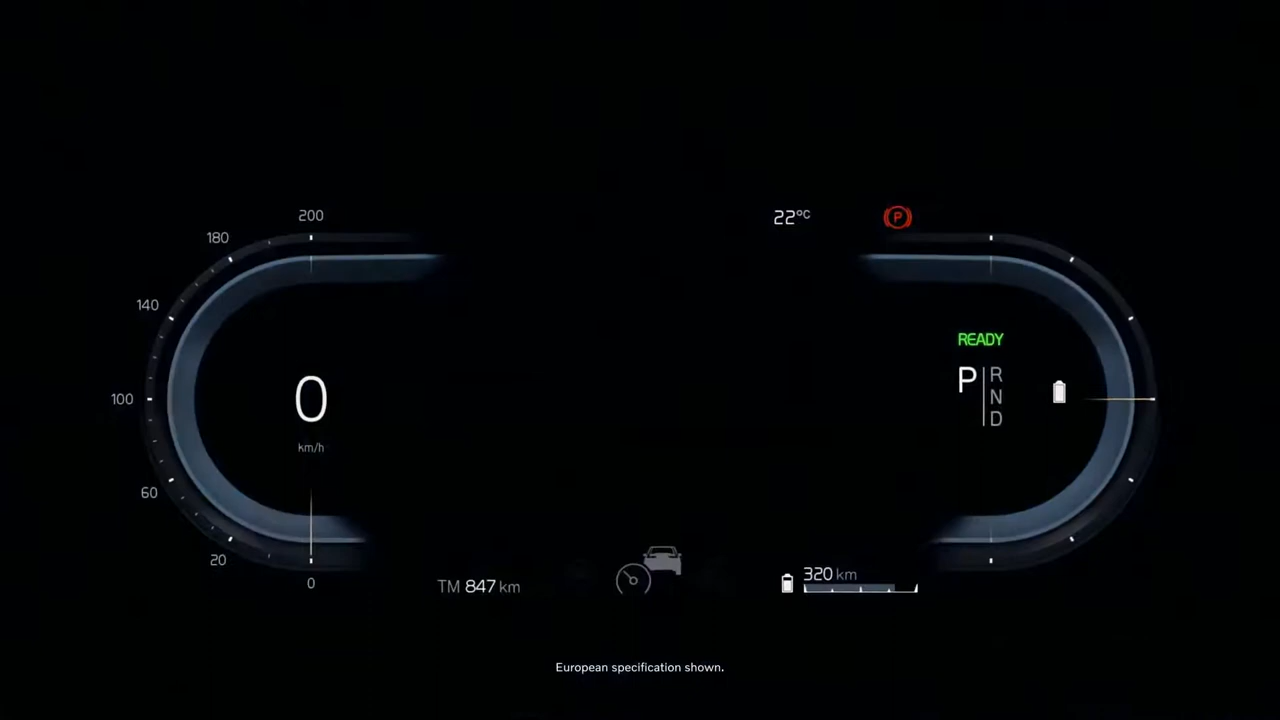 200
22°C
P
180
140
READY
P
R
N
D
100
0
km/h
60
20
0
TM 847 km
320 km
European specification shown.